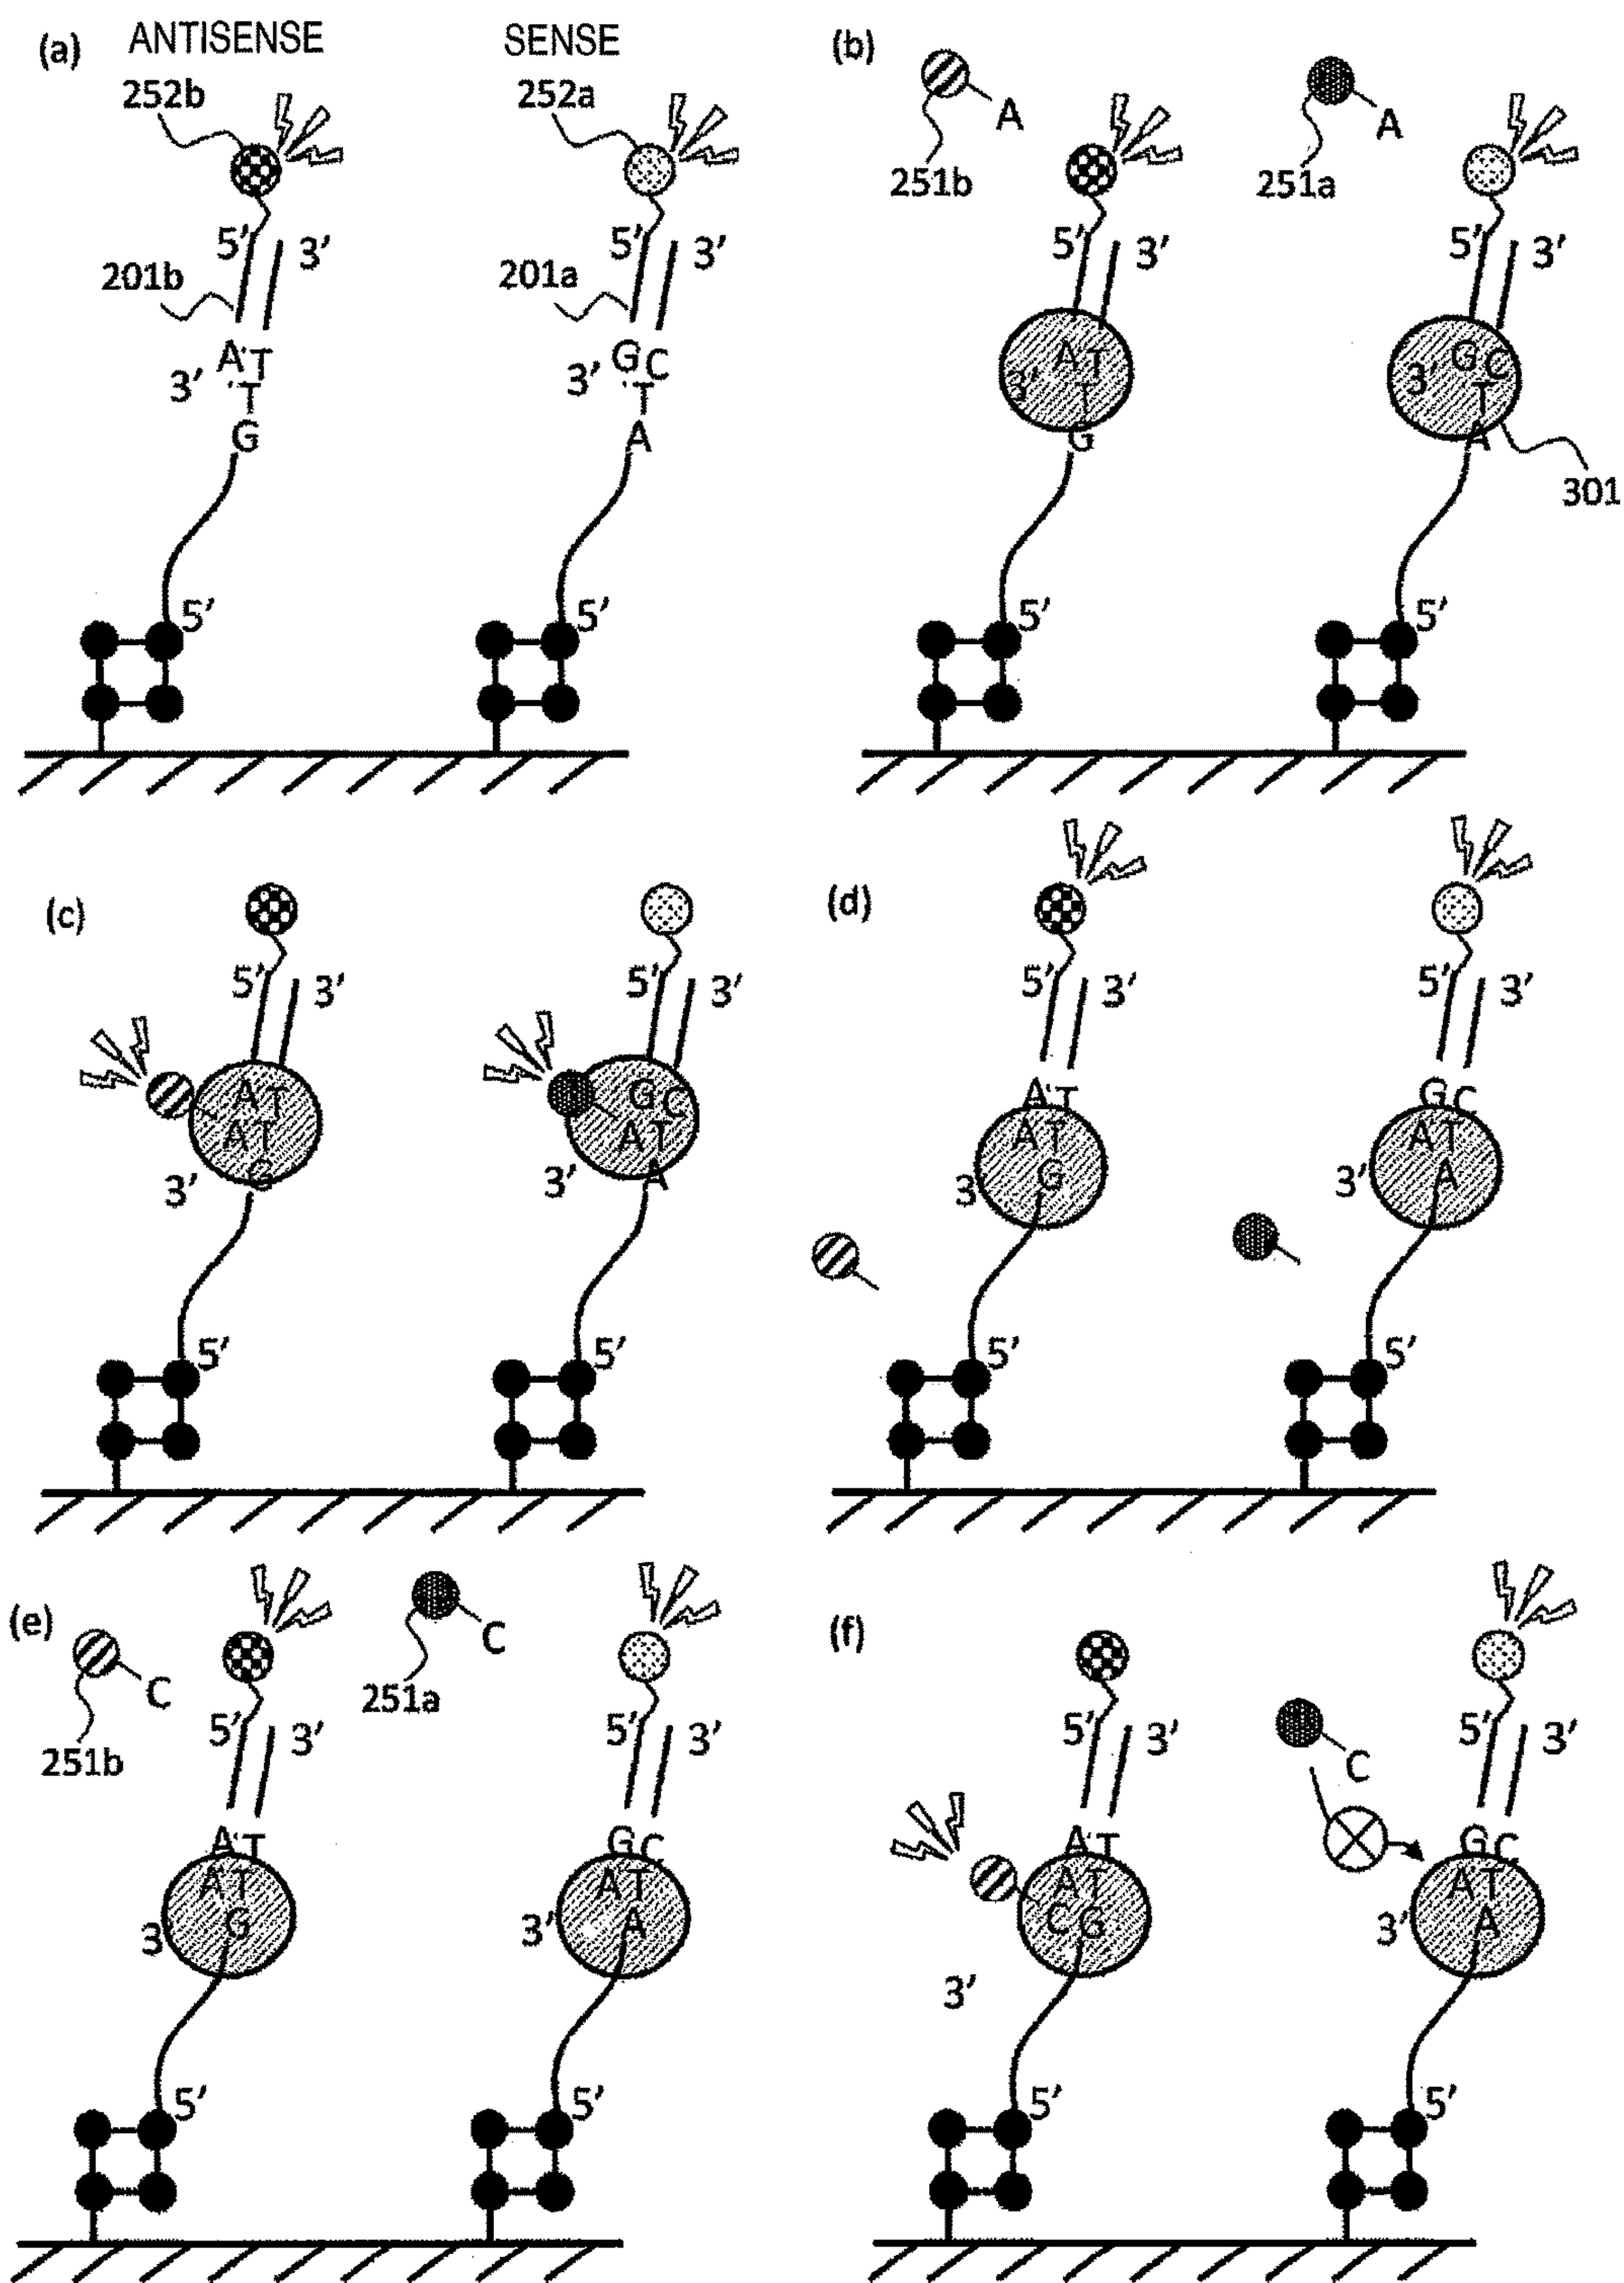 (a) ANTISENSE SENSE
252b 252a
5' 3' 5' 3'
201b 201a
A T G C
3' T 3' T
G A
5' 5'
(b)
A A
251b 251a
5' 3' 5' 3'
A T G C
3' T 3' T
G A
301
5' 5'
(c)
5' 3' 5' 3'
A T G C
A T A T
3' G 3' A
5' 5'
(d)
5' 3' 5' 3'
A T G C
A T A T
3 G 3' A
5' 5'
(e)
C C
251b 251a
5' 3' 5' 3'
A T G C
A T A T
3 G 3' A
5' 5'
(f)
5' 3' C 5' 3'
A T G C
A T A T
C G 3' A
3'
5' 5'